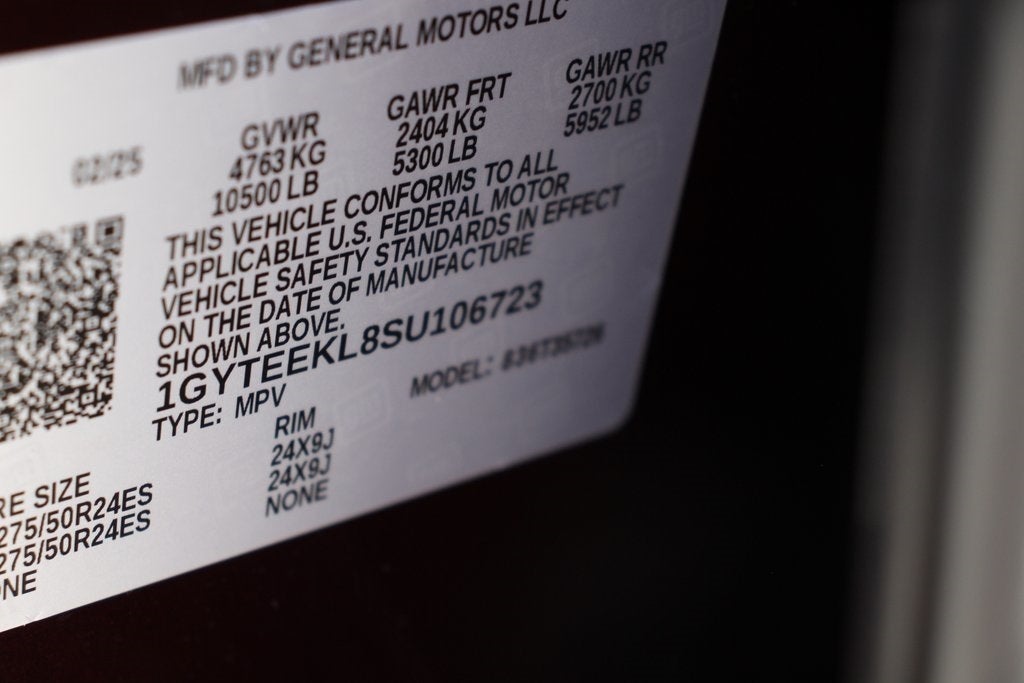 MFD BY GENERAL MOTORS LLC
02/25
GVWR GAWR FRT GAWR RR
4763 KG 2404 KG 2700 KG
10500 LB 5300 LB 5952 LB
THIS VEHICLE CONFORMS TO ALL
APPLICABLE U.S. FEDERAL MOTOR
VEHICLE SAFETY STANDARDS IN EFFECT
ON THE DATE OF MANUFACTURE
SHOWN ABOVE.
1GYTEEKL8SU106723
TYPE: MPV MODEL:
RE SIZE RIM
275/50R24ES 24X9J
275/50R24ES 24X9J
ONE NONE